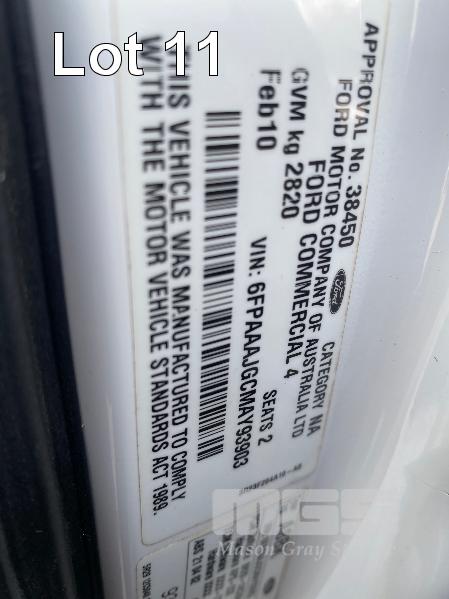 Lot 11
APPROVAL No. 38450 CATEGORY NA
FORD MOTOR COMPANY OF AUSTRALIA LTD
FORD COMMERCIAL 4
GVM kg 2820 SEATS 2
Feb10 VIN: 6FPAAAJGCMAY93903
THIS VEHICLE WAS MANUFACTURED TO COMPLY
WITH THE MOTOR VEHICLE STANDARDS ACT 1989.
Ford
MGS
Mason Gray